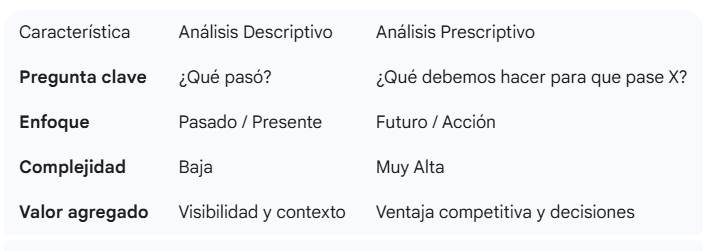 Característica Análisis Descriptivo Análisis Prescriptivo
Pregunta clave ¿Qué pasó? ¿Qué debemos hacer para que pase X?
Enfoque Pasado / Presente Futuro / Acción
Complejidad Baja Muy Alta
Valor agregado Visibilidad y contexto Ventaja competitiva y decisiones